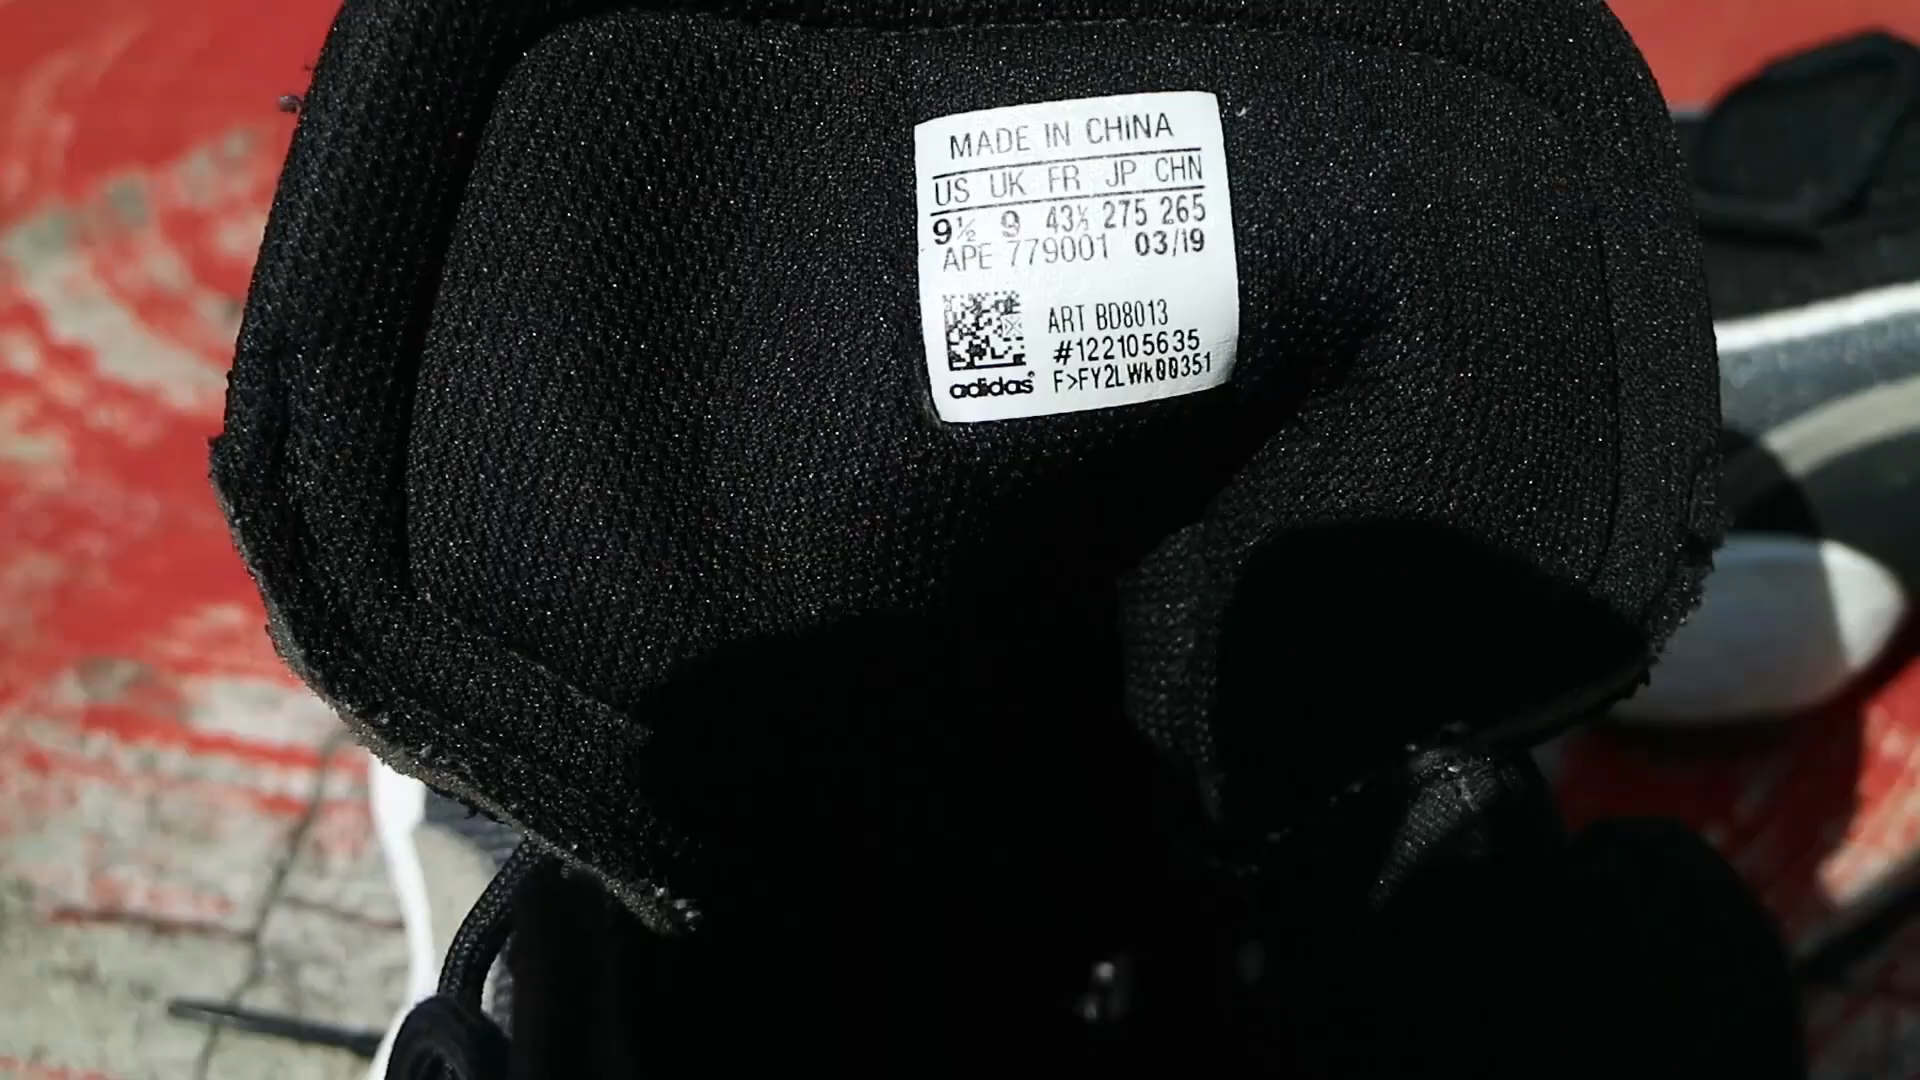 MADE IN CHINA
US UK FR JP CHN
9½ 9 43⅓ 275 265
APE 779001 03/19
ART BD8013
#122105635
adidas F>FY2LWk00351